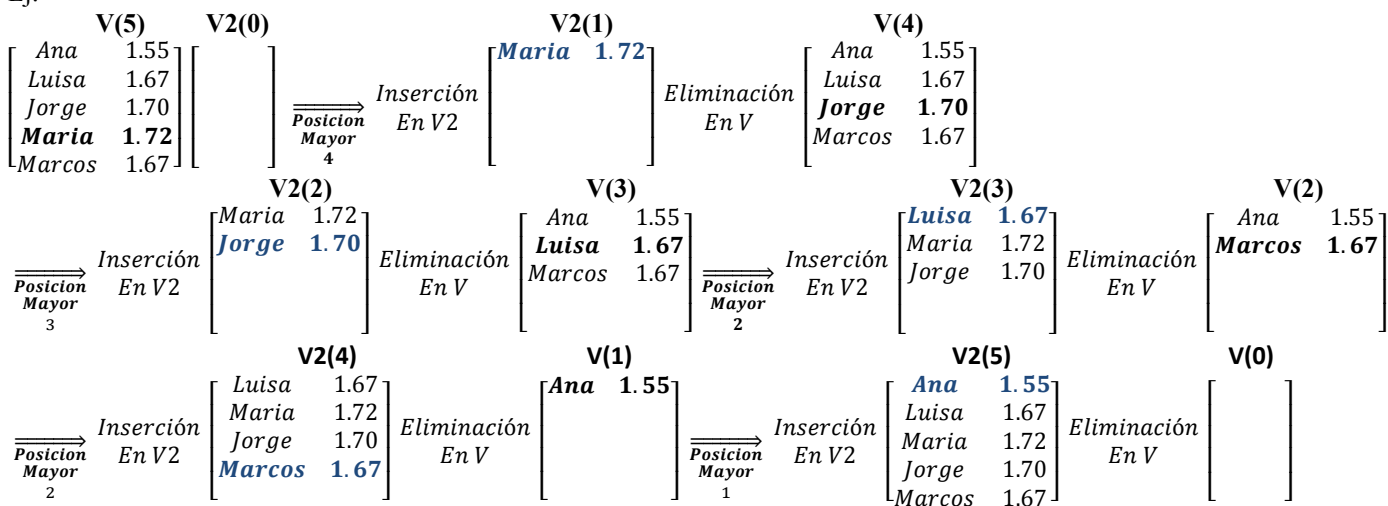 Ej:
V(5) V2(0) V2(1) V(4)
Ana 1.55 Maria 1.72 Ana 1.55
Luisa 1.67 Inserción Eliminación Luisa 1.67
Jorge 1.70 Posicion En V2 En V Jorge 1.70
Maria 1.72 Mayor Marcos 1.67
Marcos 1.67 4
V2(2) V(3) V2(3) V(2)
Maria 1.72 Ana 1.55 Luisa 1.67 Ana 1.55
Inserción Jorge 1.70 Eliminación Luisa 1.67 Inserción Maria 1.72 Eliminación Marcos 1.67
Posicion En V2 En V Marcos 1.67 Posicion En V2 Jorge 1.70 En V
Mayor Mayor
3 2
V2(4) V(1) V2(5) V(0)
Luisa 1.67 Ana 1.55 Ana 1.55
Inserción Maria 1.72 Eliminación Inserción Luisa 1.67 Eliminación
Posicion En V2 Jorge 1.70 En V Posicion En V2 Maria 1.72 En V
Mayor Marcos 1.67 Mayor Jorge 1.70
2 1 Marcos 1.67